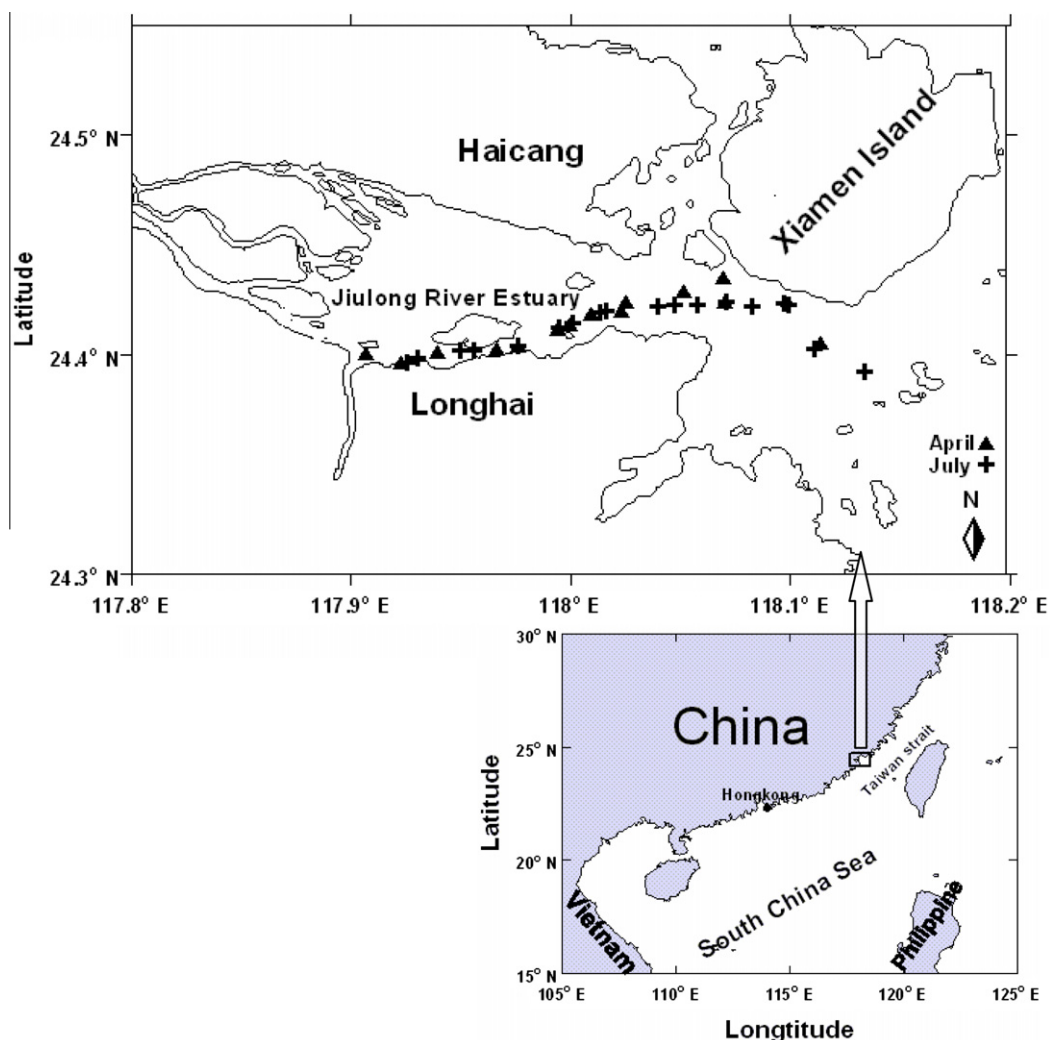 24.5° N
24.4° N
24.3° N
Latitude
Haicang
Xiamen Island
Jiulong River Estuary
Longhai
April
July
N
117.8° E
117.9° E
118° E
118.1° E
118.2° E
30° N
25° N
20° N
15° N
Latitude
China
Taiwan strait
Hongkong
South China Sea
Vietnam
Philippine
105° E
110° E
115° E
120° E
125° E
Longtitude